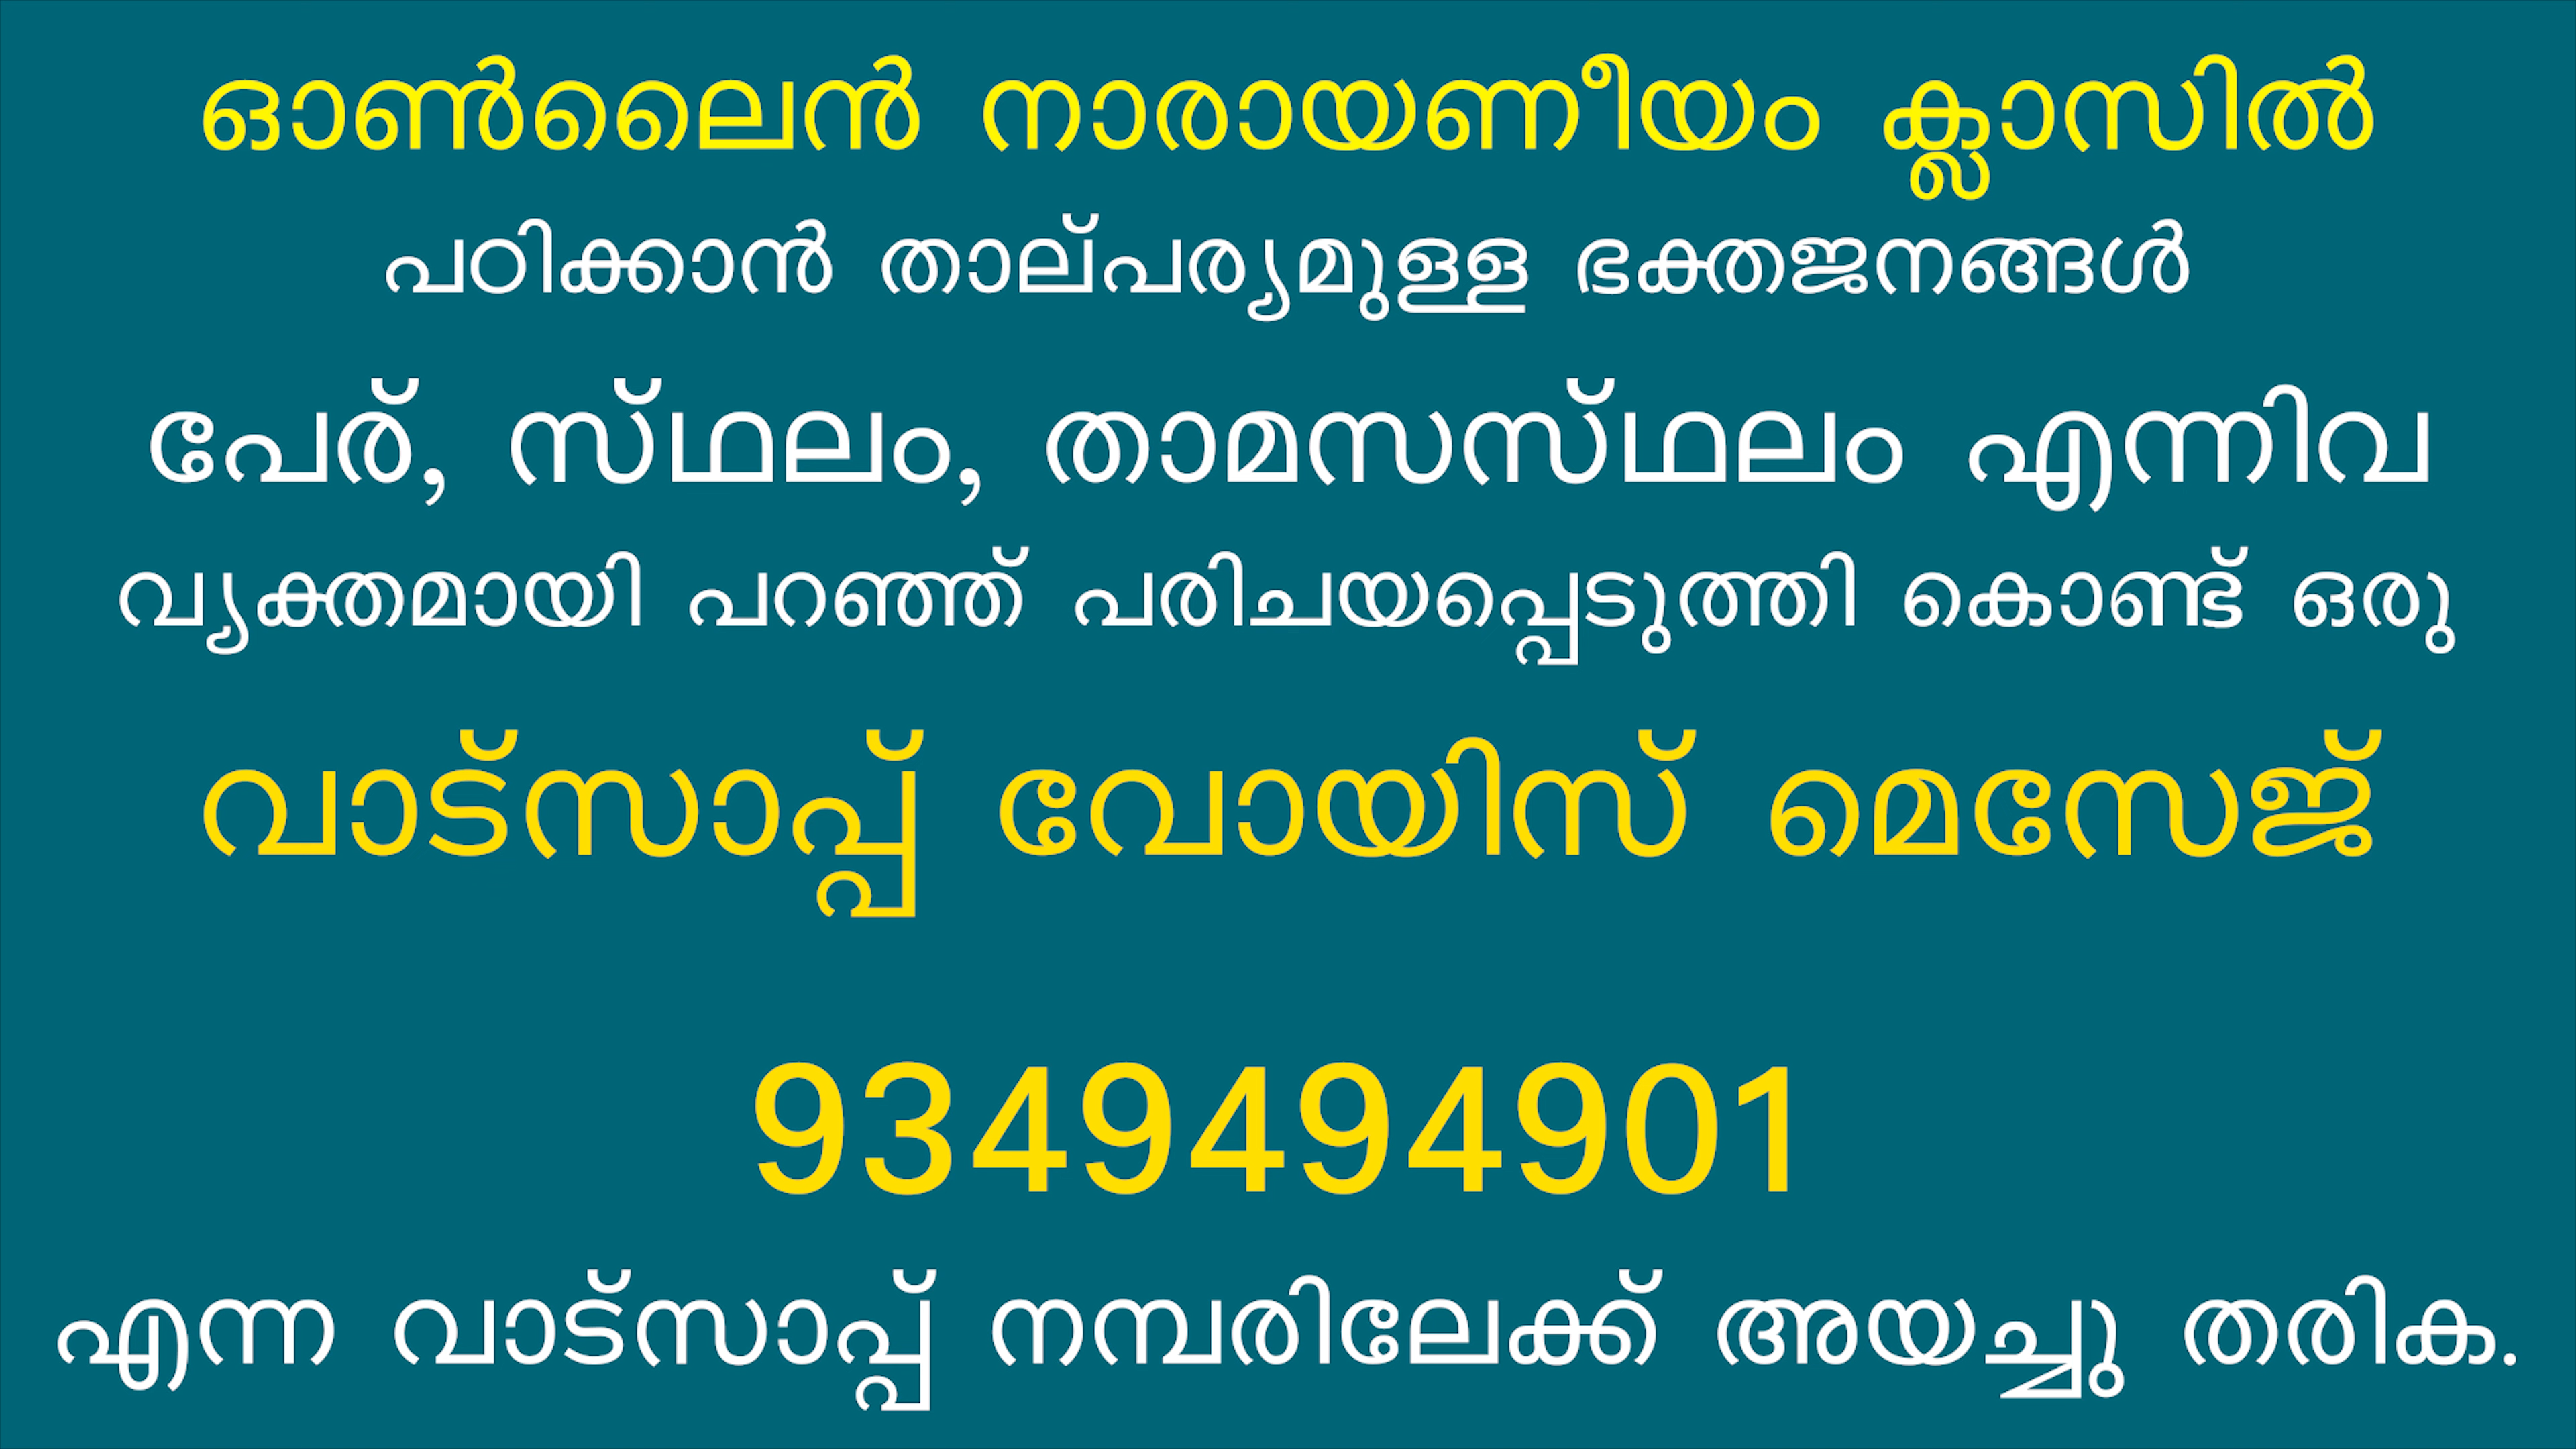 ഓൺലൈൻ നാരായണീയം ക്ലാസിൽ
പഠിക്കാൻ താല്പര്യമുള്ള ഭക്തജനങ്ങൾ
പേര്, സ്ഥലം, താമസസ്ഥലം എന്നിവ
വ്യക്തമായി പറഞ്ഞ് പരിചയപ്പെടുത്തി കൊണ്ട് ഒരു
വാട്സാപ്പ് വോയിസ് മെസേജ്
9349494901
എന്ന വാട്സാപ്പ് നമ്പരിലേക്ക് അയച്ചു തരിക.